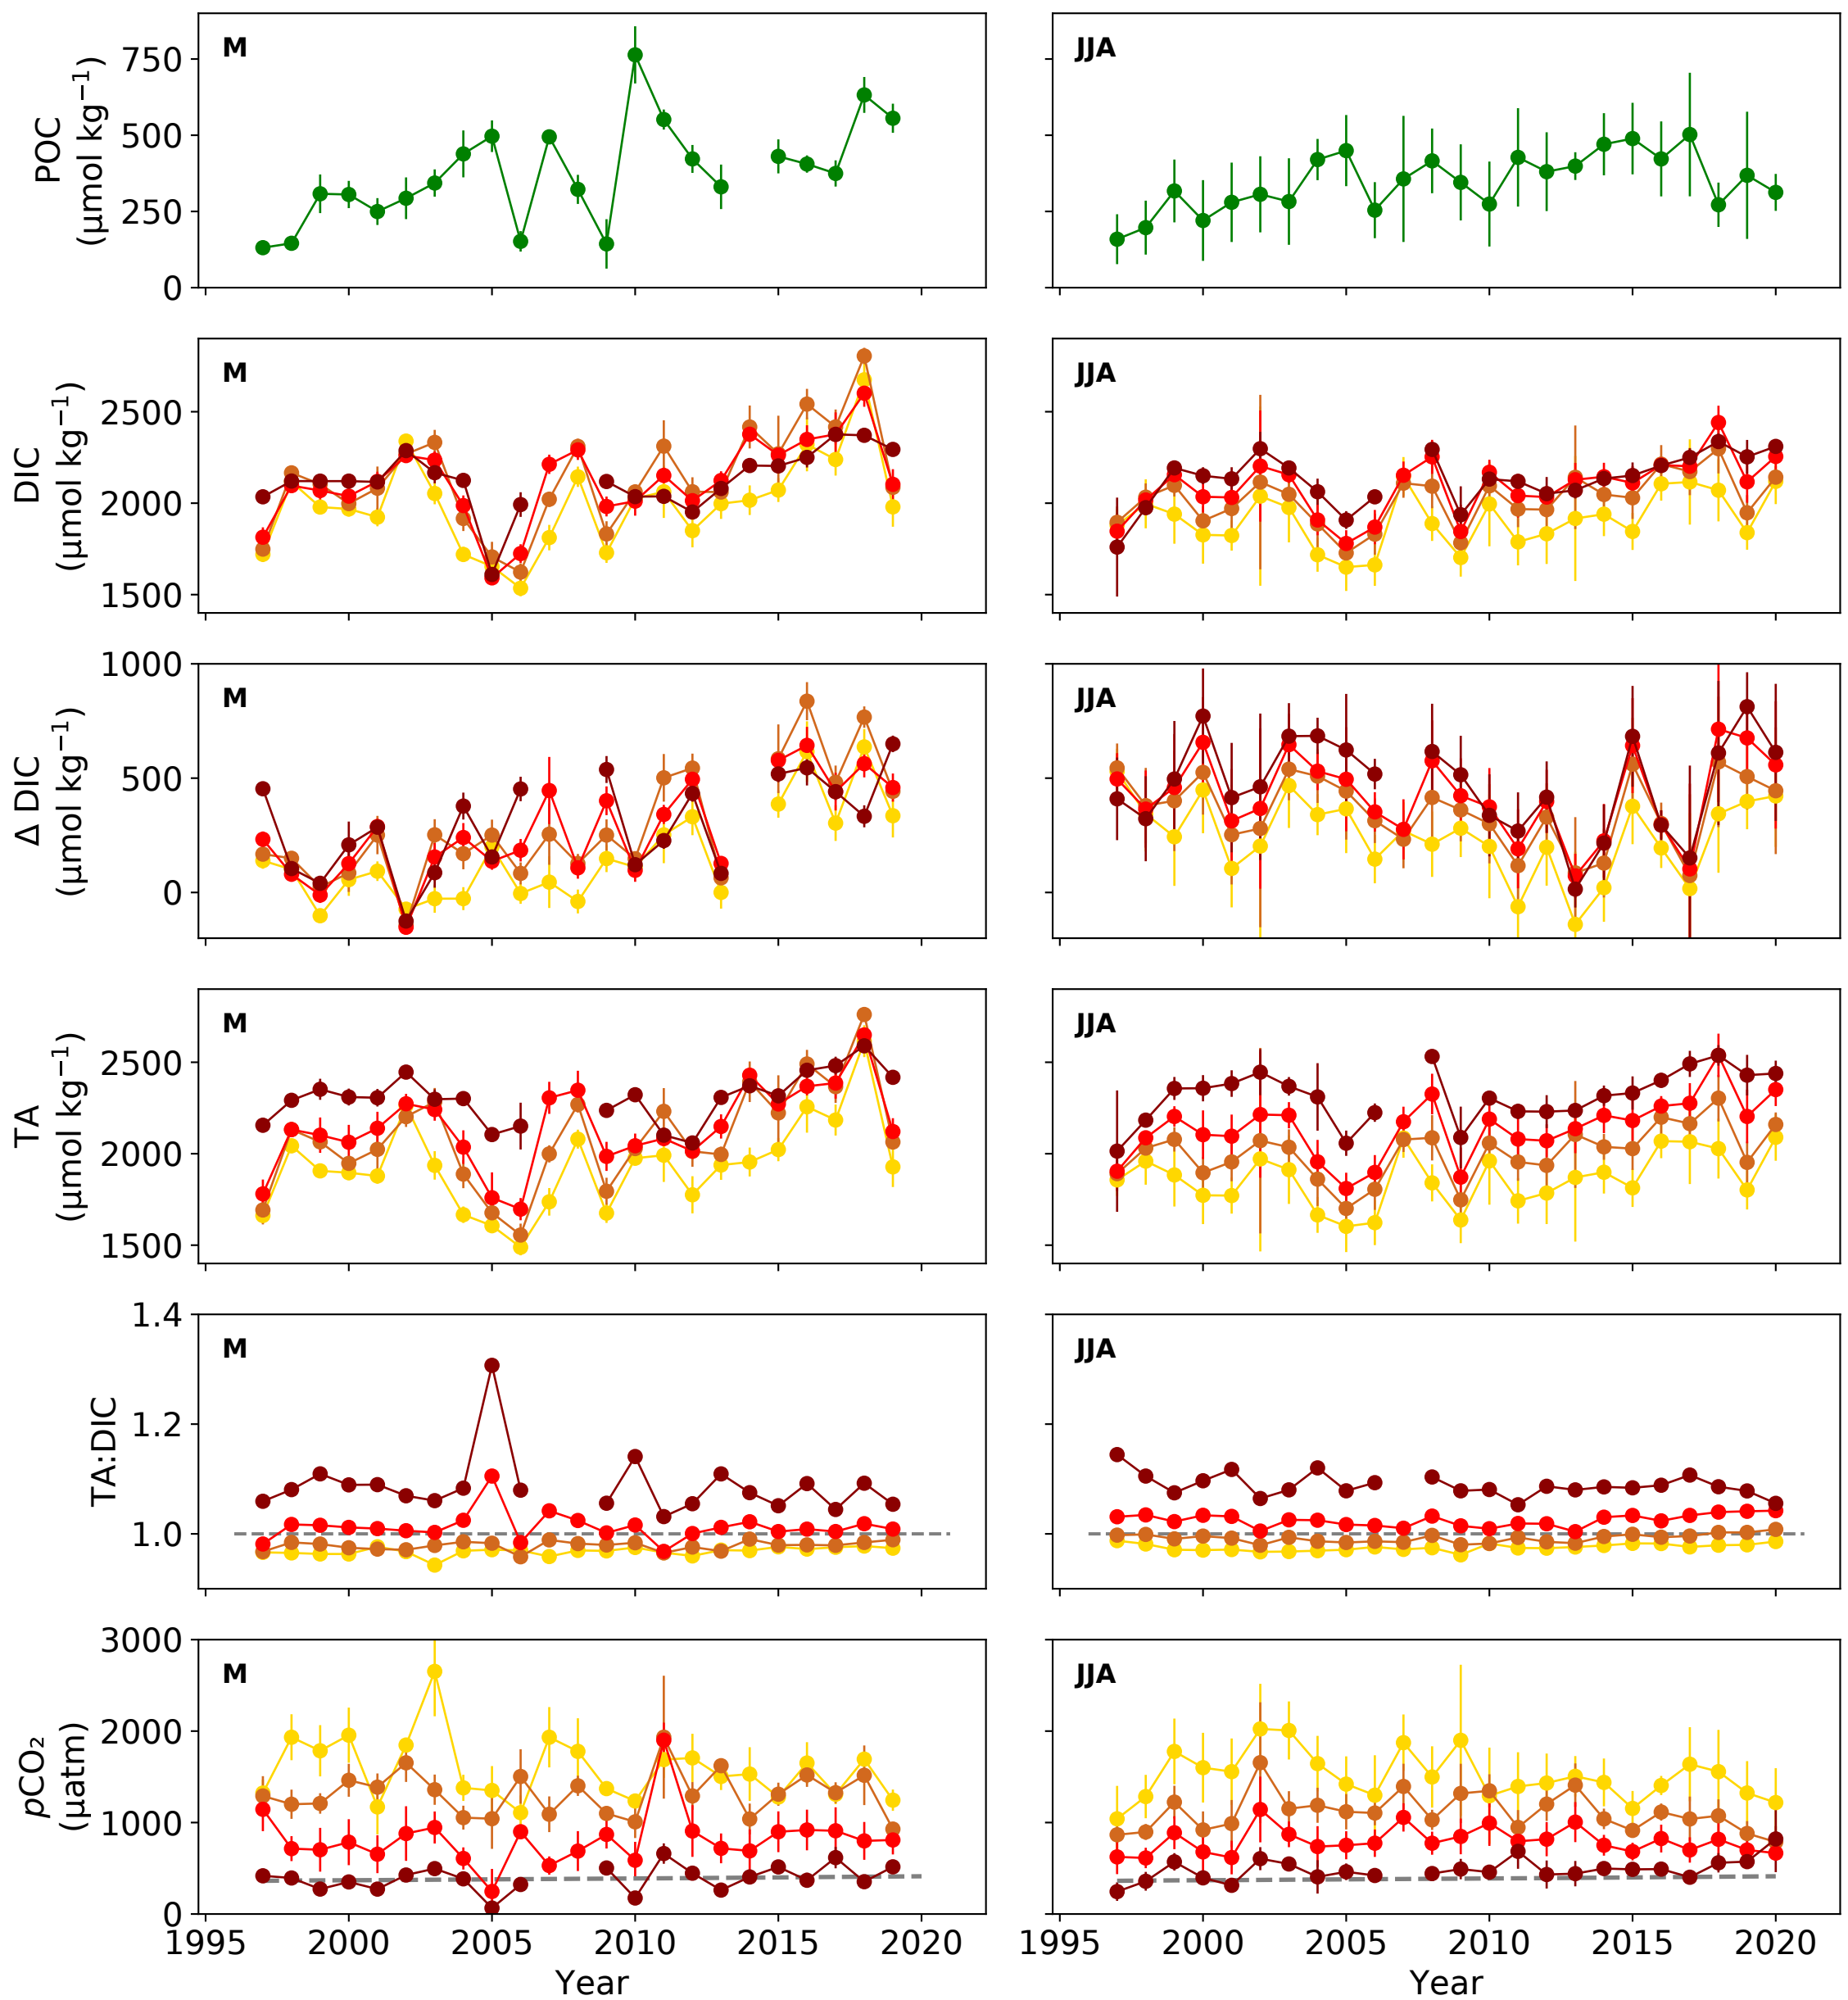 POC
(µmol kg⁻¹)
750
500
250
0
M
JJA
DIC
(µmol kg⁻¹)
2500
2000
1500
M
JJA
Δ DIC
(µmol kg⁻¹)
1000
500
0
M
JJA
TA
(µmol kg⁻¹)
2500
2000
1500
M
JJA
TA:DIC
1.4
1.2
1.0
M
JJA
pCO₂
(µatm)
3000
2000
1000
0
M
JJA
1995 2000 2005 2010 2015 2020
1995 2000 2005 2010 2015 2020
Year
Year